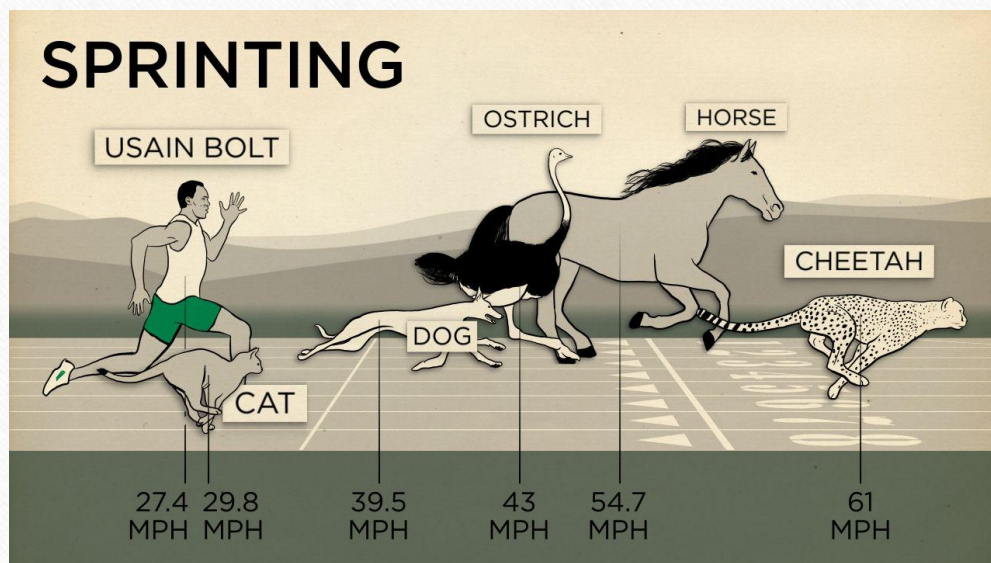 SPRINTING
USAIN BOLT
OSTRICH
HORSE
CHEETAH
DOG
CAT
27.4
MPH
29.8
MPH
39.5
MPH
43
MPH
54.7
MPH
61
MPH